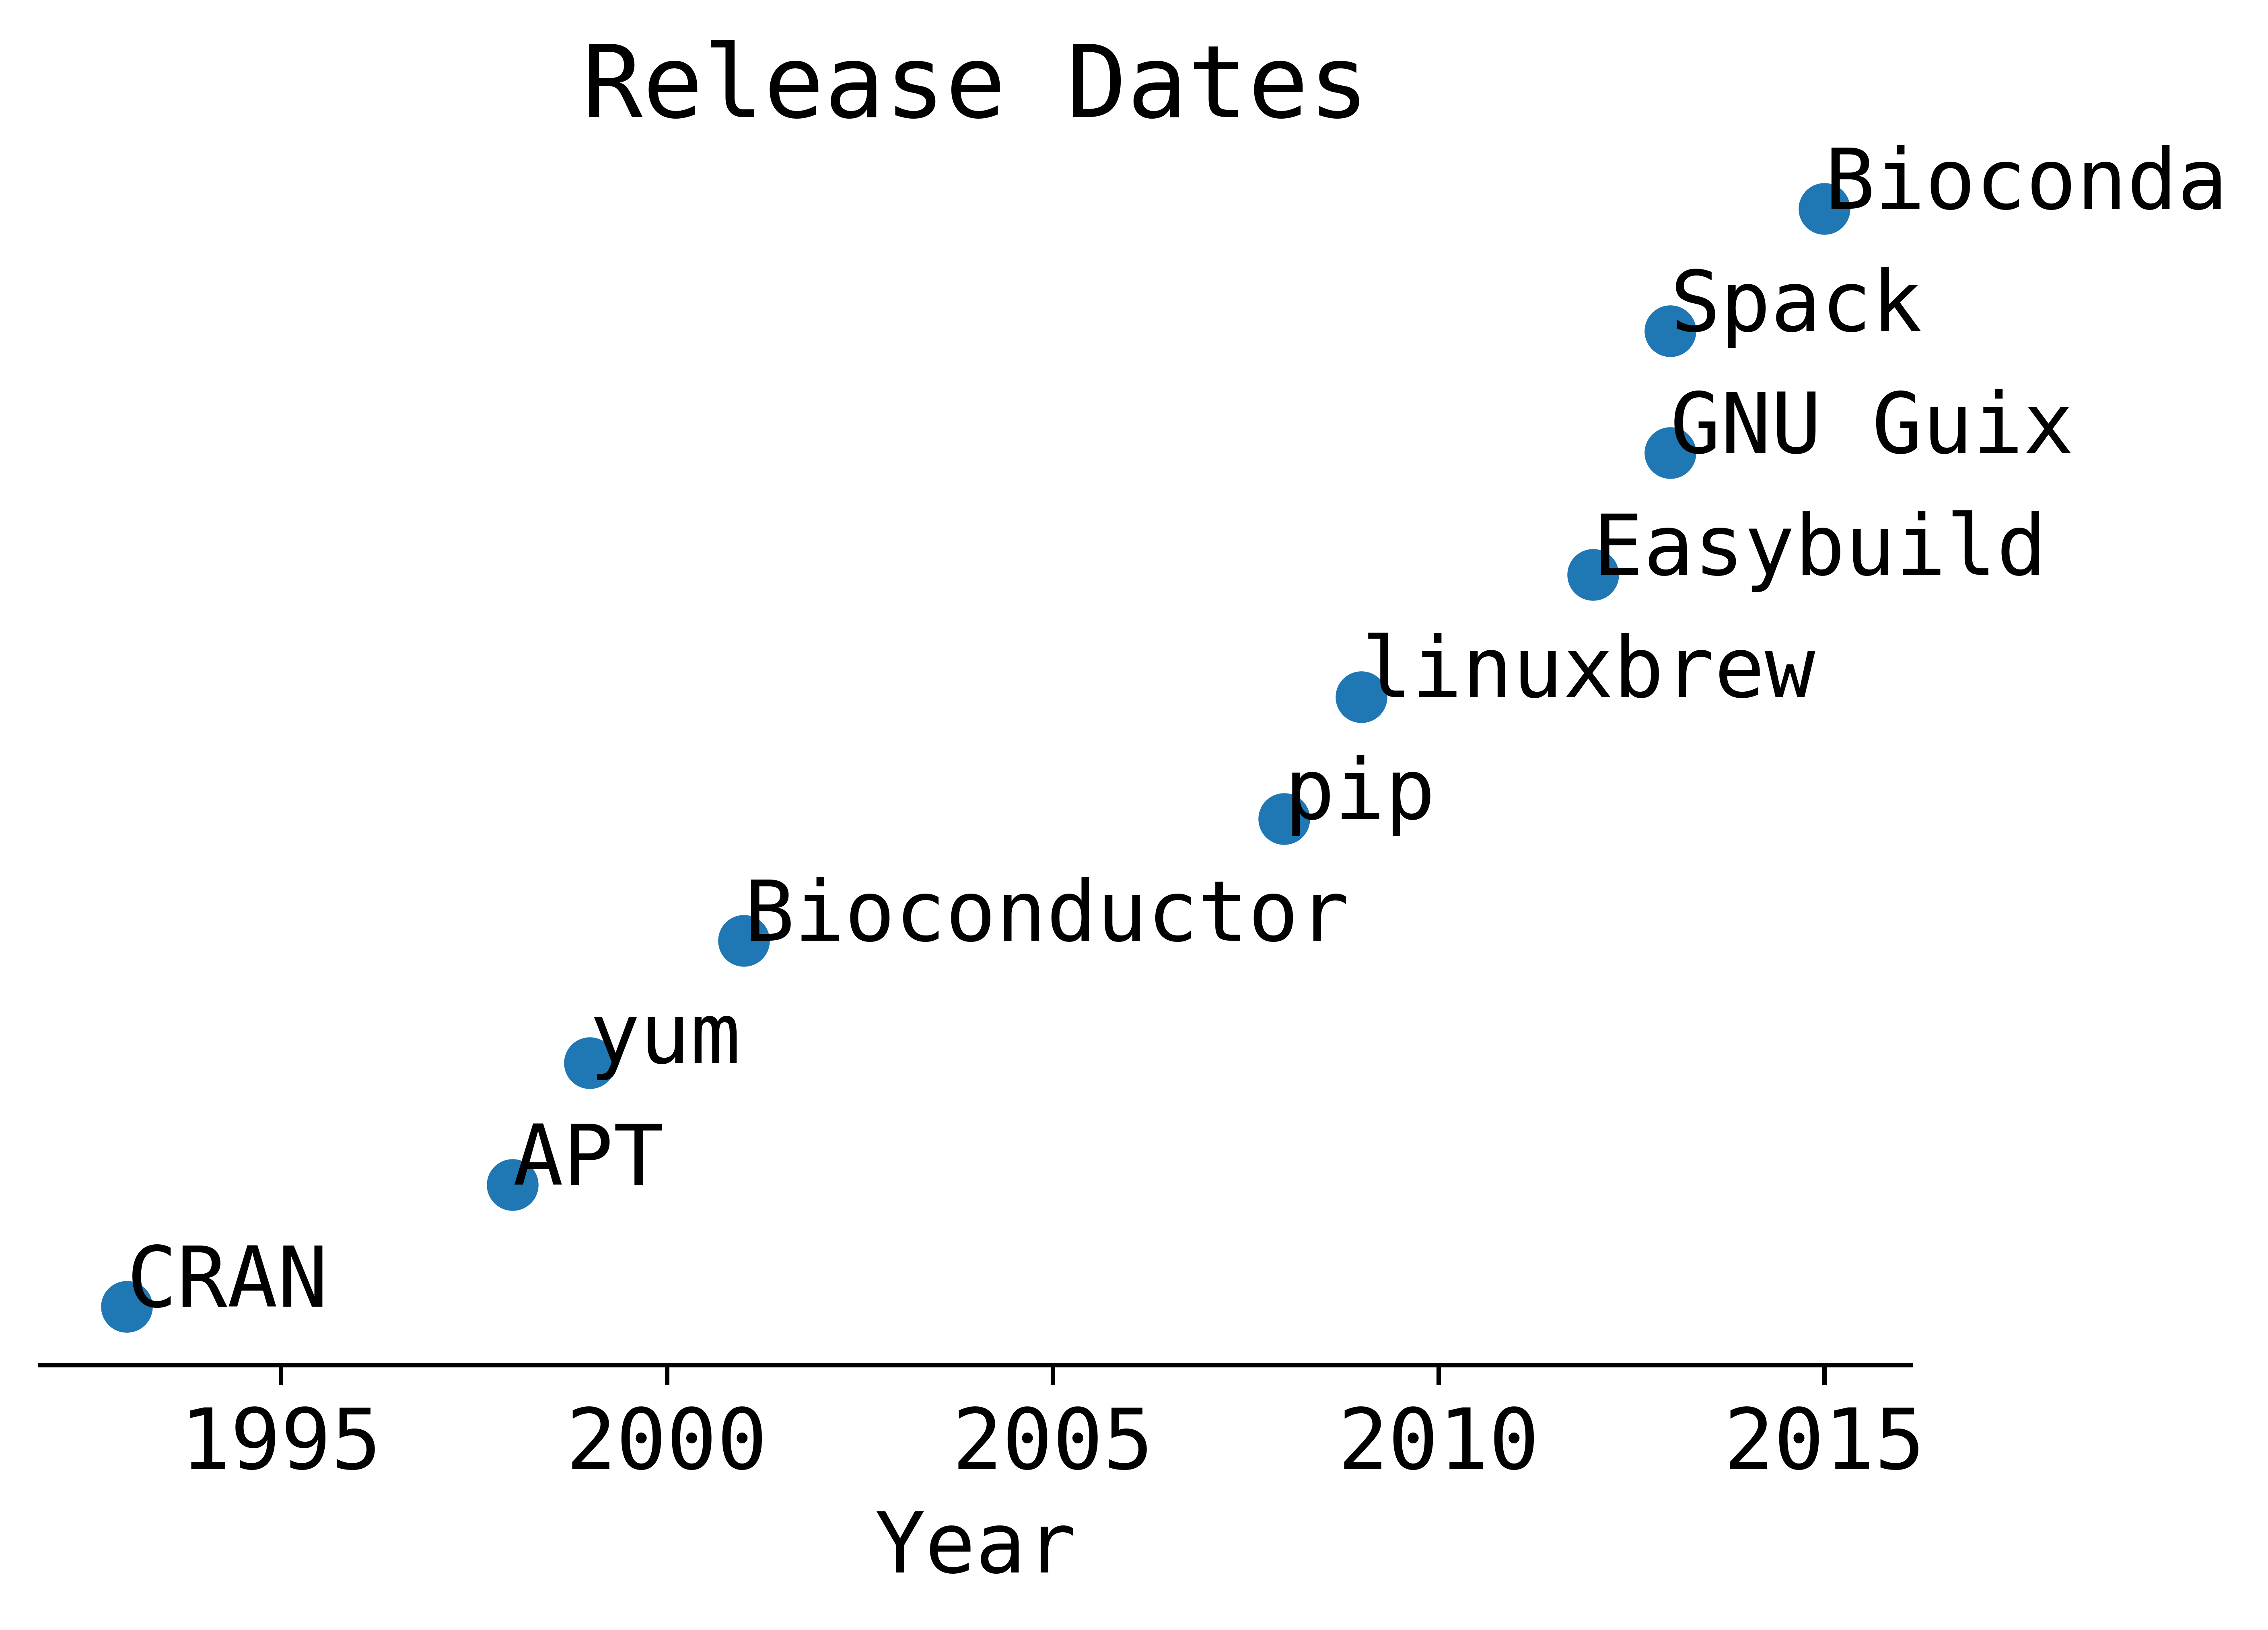 Release Dates
Bioconda
Spack
GNU Guix
Easybuild
linuxbrew
pip
Bioconductor
yum
APT
CRAN
1995 2000 2005 2010 2015
Year